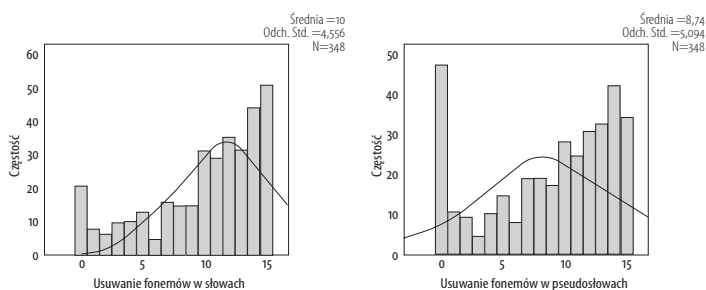 Średnia =10
Odch. Std. =4,556
N=348
60
50
40
30
20
10
0
Częstość
0 5 10 15
Usuwanie fonemów w słowach
Średnia =8,74
Odch. Std. =5,094
N=348
50
40
30
20
10
0
Częstość
0 5 10 15
Usuwanie fonemów w pseudosłowach